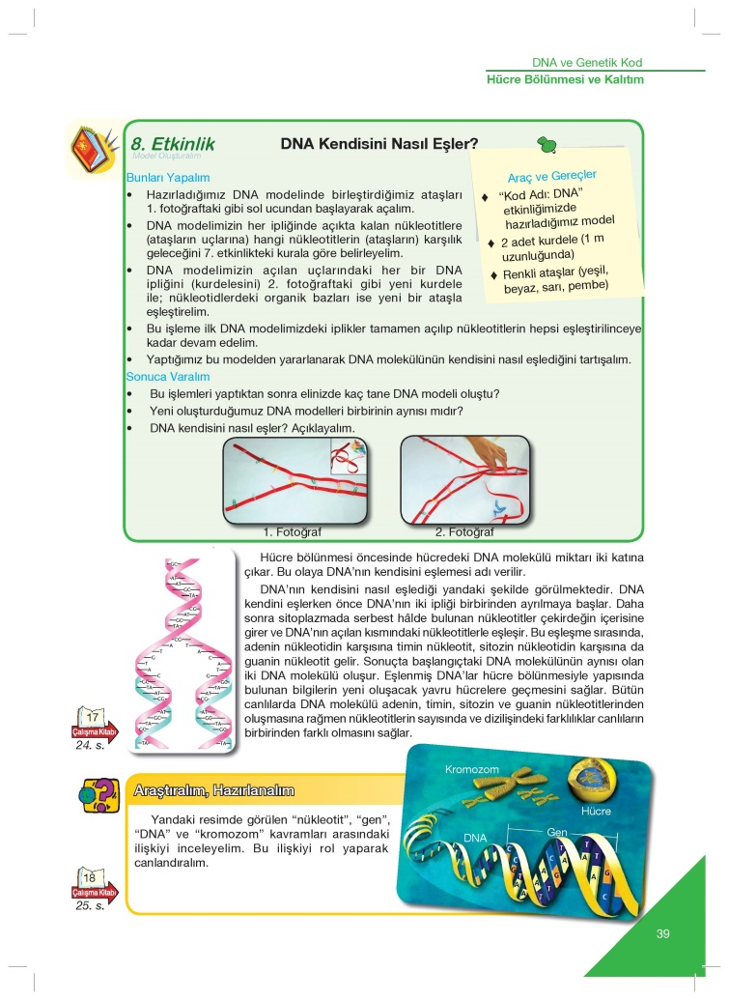 DNA ve Genetik Kod
Hücre Bölünmesi ve Kalıtım
8. Etkinlik
Model Oluşturalım
DNA Kendisini Nasıl Eşler?
Bunları Yapalım
• Hazırladığımız DNA modelinde birleştirdiğimiz ataşları
1. fotoğraftaki gibi sol ucundan başlayarak açalım.
• DNA modelimizin her ipliğinde açıkta kalan nükleotitlere
(ataşların uçlarına) hangi nükleotitlerin (ataşların) karşılık
geleceğini 7. etkinlikteki kurala göre belirleyelim.
• DNA modelimizin açılan uçlarındaki her bir DNA
ipliğini (kurdelesini) 2. fotoğraftaki gibi yeni kurdele
ile; nükleotidlerdeki organik bazları ise yeni bir ataşla
eşleştirelim.
• Bu işleme ilk DNA modelimizdeki iplikler tamamen açılıp nükleotitlerin hepsi eşleştirilinceye
kadar devam edelim.
• Yaptığımız bu modelden yararlanarak DNA molekülünün kendisini nasıl eşlediğini tartışalım.
Araç ve Gereçler
♦ “Kod Adı: DNA”
etkinliğimizde
hazırladığımız model
♦ 2 adet kurdele (1 m
uzunluğunda)
♦ Renkli ataşlar (yeşil,
beyaz, sarı, pembe)
Sonuca Varalım
• Bu işlemleri yaptıktan sonra elinizde kaç tane DNA modeli oluştu?
• Yeni oluşturduğumuz DNA modelleri birbirinin aynısı mıdır?
• DNA kendisini nasıl eşler? Açıklayalım.
1. Fotoğraf
2. Fotoğraf
Hücre bölünmesi öncesinde hücredeki DNA molekülü miktarı iki katına
çıkar. Bu olaya DNA’nın kendisini eşlemesi adı verilir.
DNA’nın kendisini nasıl eşlediği yandaki şekilde görülmektedir. DNA
kendini eşlerken önce DNA’nın iki ipliği birbirinden ayrılmaya başlar. Daha
sonra sitoplazmada serbest hâlde bulunan nükleotitler çekirdeğin içerisine
girer ve DNA’nın açılan kısmındaki nükleotitlerle eşleşir. Bu eşleşme sırasında,
adenin nükleotidin karşısına timin nükleotit, sitozin nükleotidin karşısına da
guanin nükleotit gelir. Sonuçta başlangıçtaki DNA molekülünün aynısı olan
iki DNA molekülü oluşur. Eşlenmiş DNA’lar hücre bölünmesiyle yapısında
bulunan bilgilerin yeni oluşacak yavru hücrelere geçmesini sağlar. Bütün
canlılarda DNA molekülü adenin, timin, sitozin ve guanin nükleotitlerinden
oluşmasına rağmen nükleotitlerin sayısında ve dizilişindeki farklılıklar canlıların
birbirinden farklı olmasını sağlar.
17
Çalışma Kitabı
24. s.
Araştıralım, Hazırlanalım
Yandaki resimde görülen “nükleotit”, “gen”,
“DNA” ve “kromozom” kavramları arasındaki
ilişkiyi inceleyelim. Bu ilişkiyi rol yaparak
canlandıralım.
18
Çalışma Kitabı
25. s.
Kromozom
Hücre
DNA
Gen
39